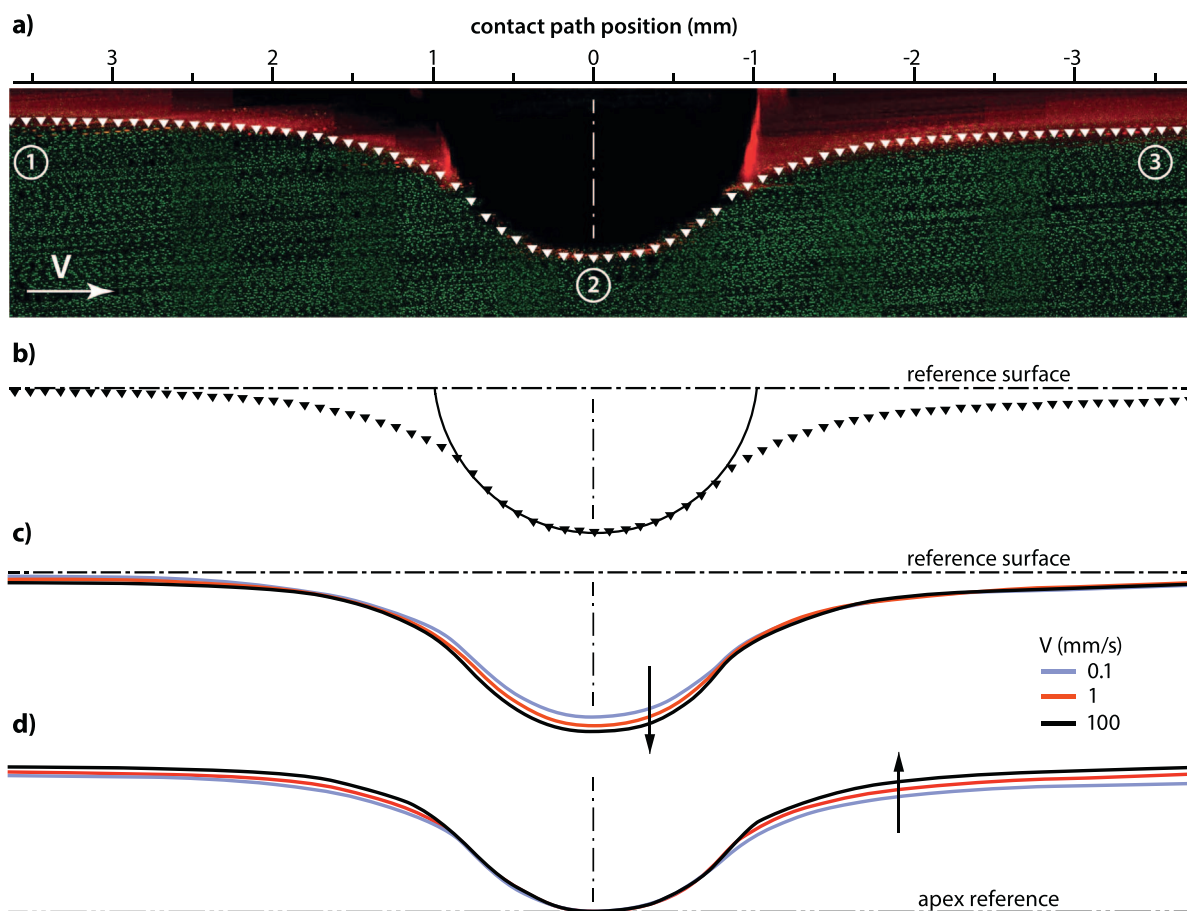 a)
contact path position (mm)
3 2 1 0 -1 -2 -3
1
3
V
2
b)
reference surface
c)
reference surface
V (mm/s)
0.1
1
100
d)
apex reference